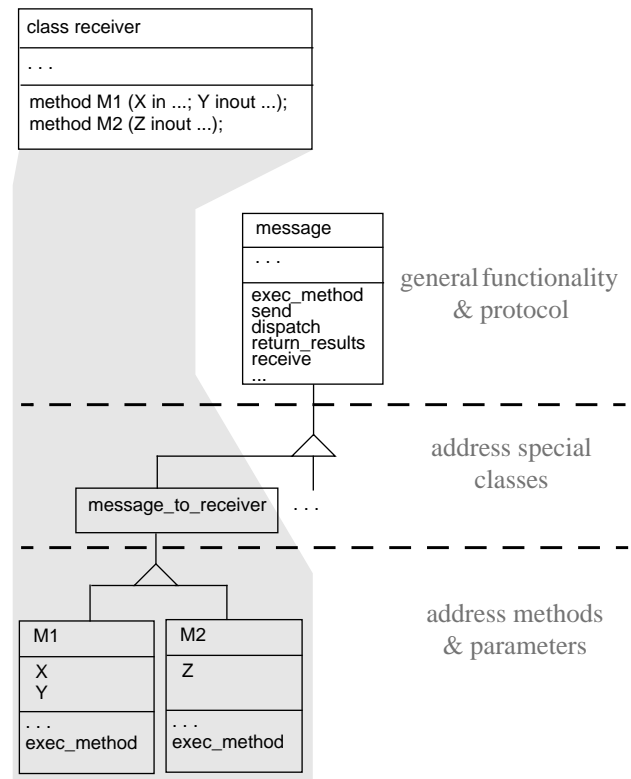 class receiver
. . .
method M1 (X in ...; Y inout ...);
method M2 (Z inout ...);
message
. . .
exec_method
send
dispatch
return_results
receive
...
general functionality
& protocol
address special
classes
message_to_receiver
. . .
address methods
& parameters
M1
X
Y
. . .
exec_method
M2
Z
. . .
exec_method